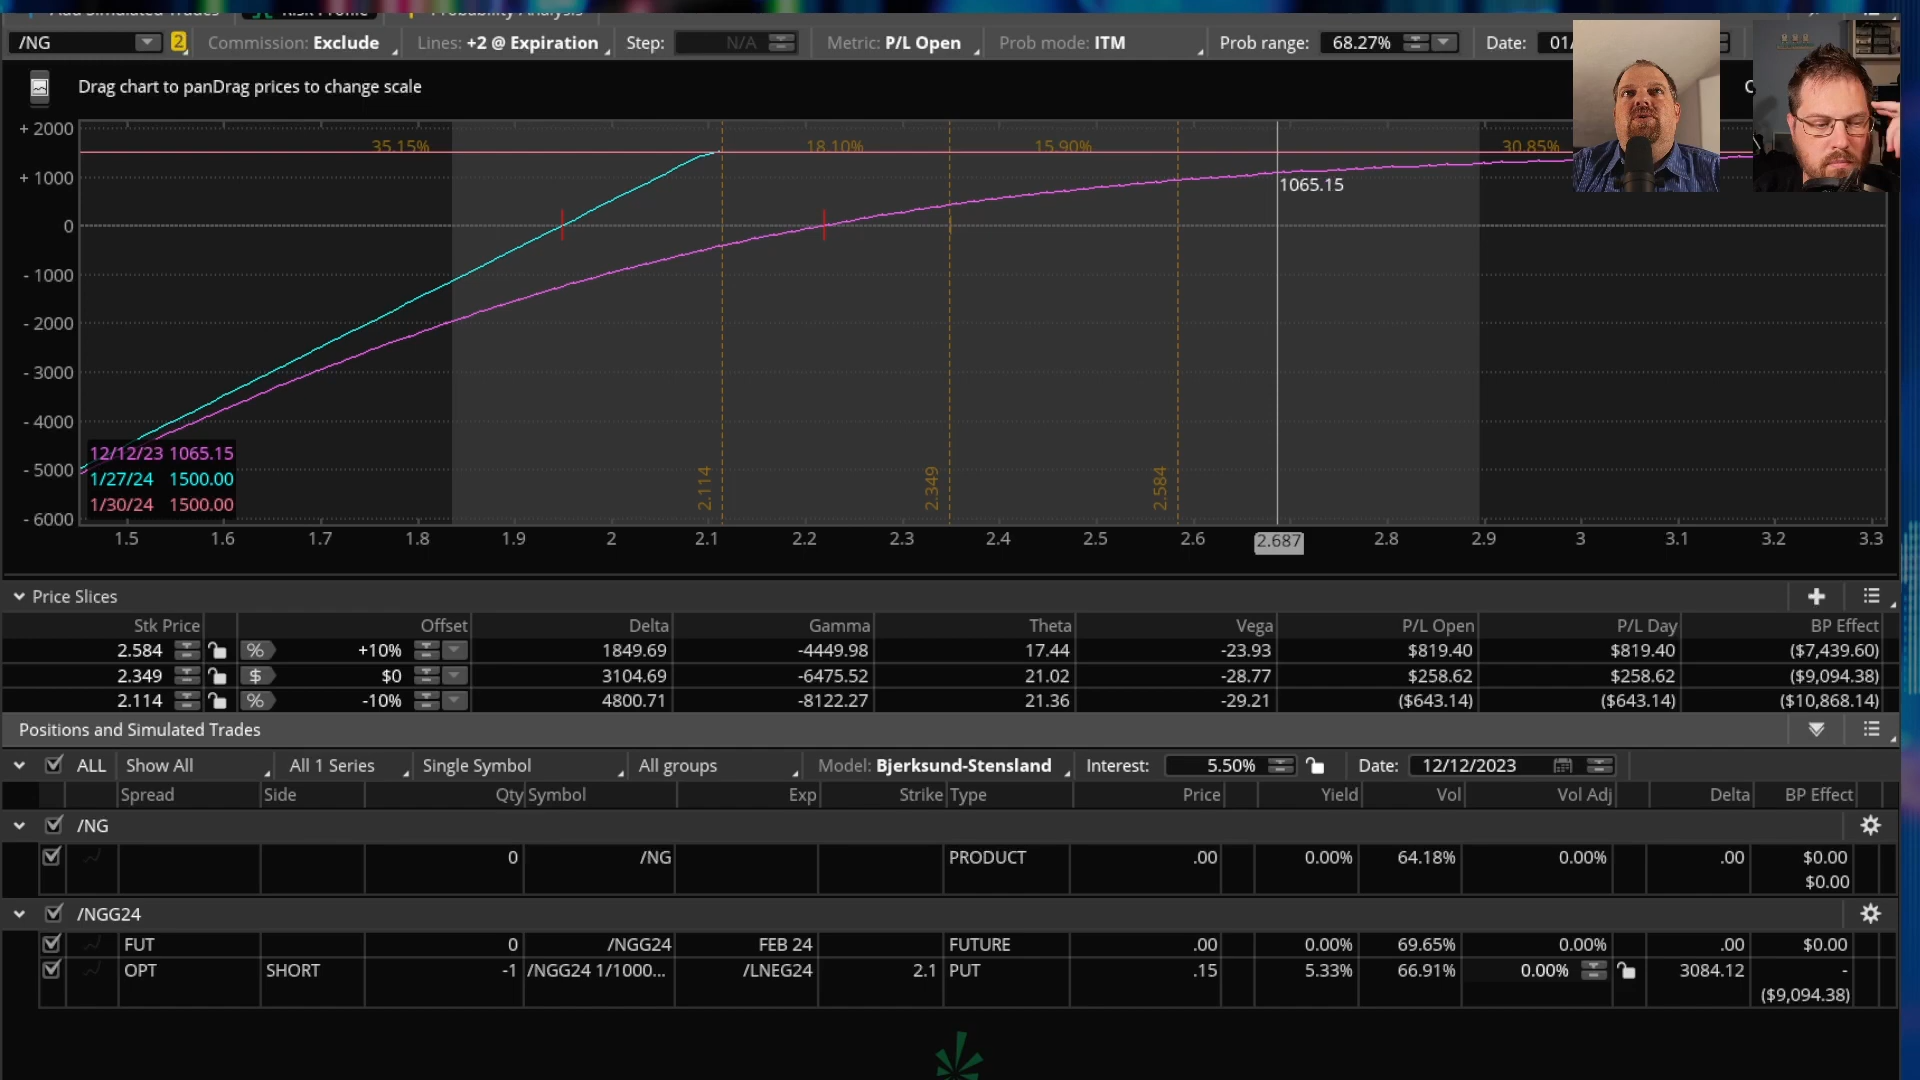 Add Simulated Trades Risk Profile Probability Analysis
/NG 2 Commission: Exclude Lines: +2 @ Expiration Step: N/A Metric: P/L Open Prob mode: ITM Prob range: 68.27% Date: 01/
Drag chart to panDrag prices to change scale
+ 2000
35.15% 18.10% 15.90% 30.85%
+ 1000
1065.15
0
- 1000
- 2000
- 3000
- 4000
12/12/23 1065.15
- 5000
1/27/24 1500.00
2.114 2.349 2.584
1/30/24 1500.00
- 6000
1.5 1.6 1.7 1.8 1.9 2 2.1 2.2 2.3 2.4 2.5 2.6 2.687 2.8 2.9 3 3.1 3.2 3.3
Price Slices
Stk Price Offset Delta Gamma Theta Vega P/L Open P/L Day BP Effect
2.584 % +10% 1849.69 -4449.98 17.44 -23.93 $819.40 $819.40 ($7,439.60)
2.349 $ $0 3104.69 -6475.52 21.02 -28.77 $258.62 $258.62 ($9,094.38)
2.114 % -10% 4800.71 -8122.27 21.36 -29.21 ($643.14) ($643.14) ($10,868.14)
Positions and Simulated Trades
ALL Show All All 1 Series Single Symbol All groups Model: Bjerksund-Stensland Interest: 5.50% Date: 12/12/2023
Spread Side Qty Symbol Exp Strike Type Price Yield Vol Vol Adj Delta BP Effect
/NG
0 /NG PRODUCT .00 0.00% 64.18% 0.00% .00 $0.00
$0.00
/NGG24
FUT 0 /NGG24 FEB 24 FUTURE .00 0.00% 69.65% 0.00% .00 $0.00
OPT SHORT -1 /NGG24 1/1000... /LNEG24 2.1 PUT .15 5.33% 66.91% 0.00% 3084.12 -
($9,094.38)